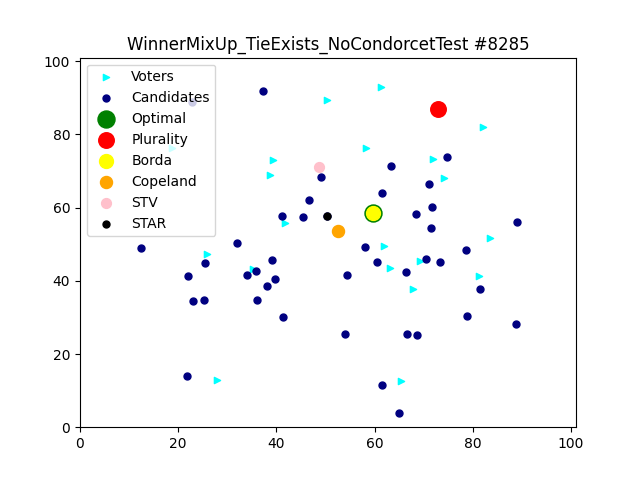 WinnerMixUp_TieExists_NoCondorcetTest #8285
100
80
60
40
20
0
Voters
Candidates
Optimal
Plurality
Borda
Copeland
STV
STAR
0 20 40 60 80 100